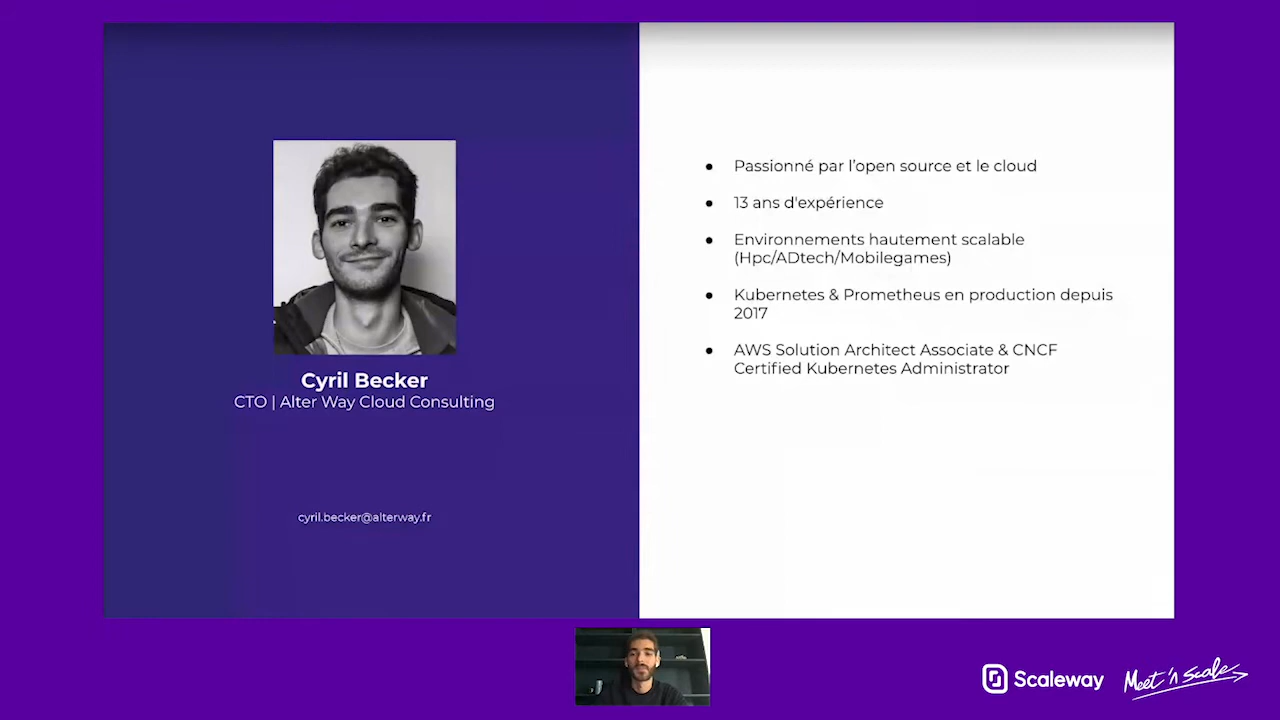 Cyril Becker
CTO | Alter Way Cloud Consulting
cyril.becker@alterway.fr
Passionné par l'open source et le cloud
13 ans d'expérience
Environnements hautement scalable
(Hpc/ADtech/Mobilegames)
Kubernetes & Prometheus en production depuis
2017
AWS Solution Architect Associate & CNCF
Certified Kubernetes Administrator
Scaleway
Meet 'n Scale